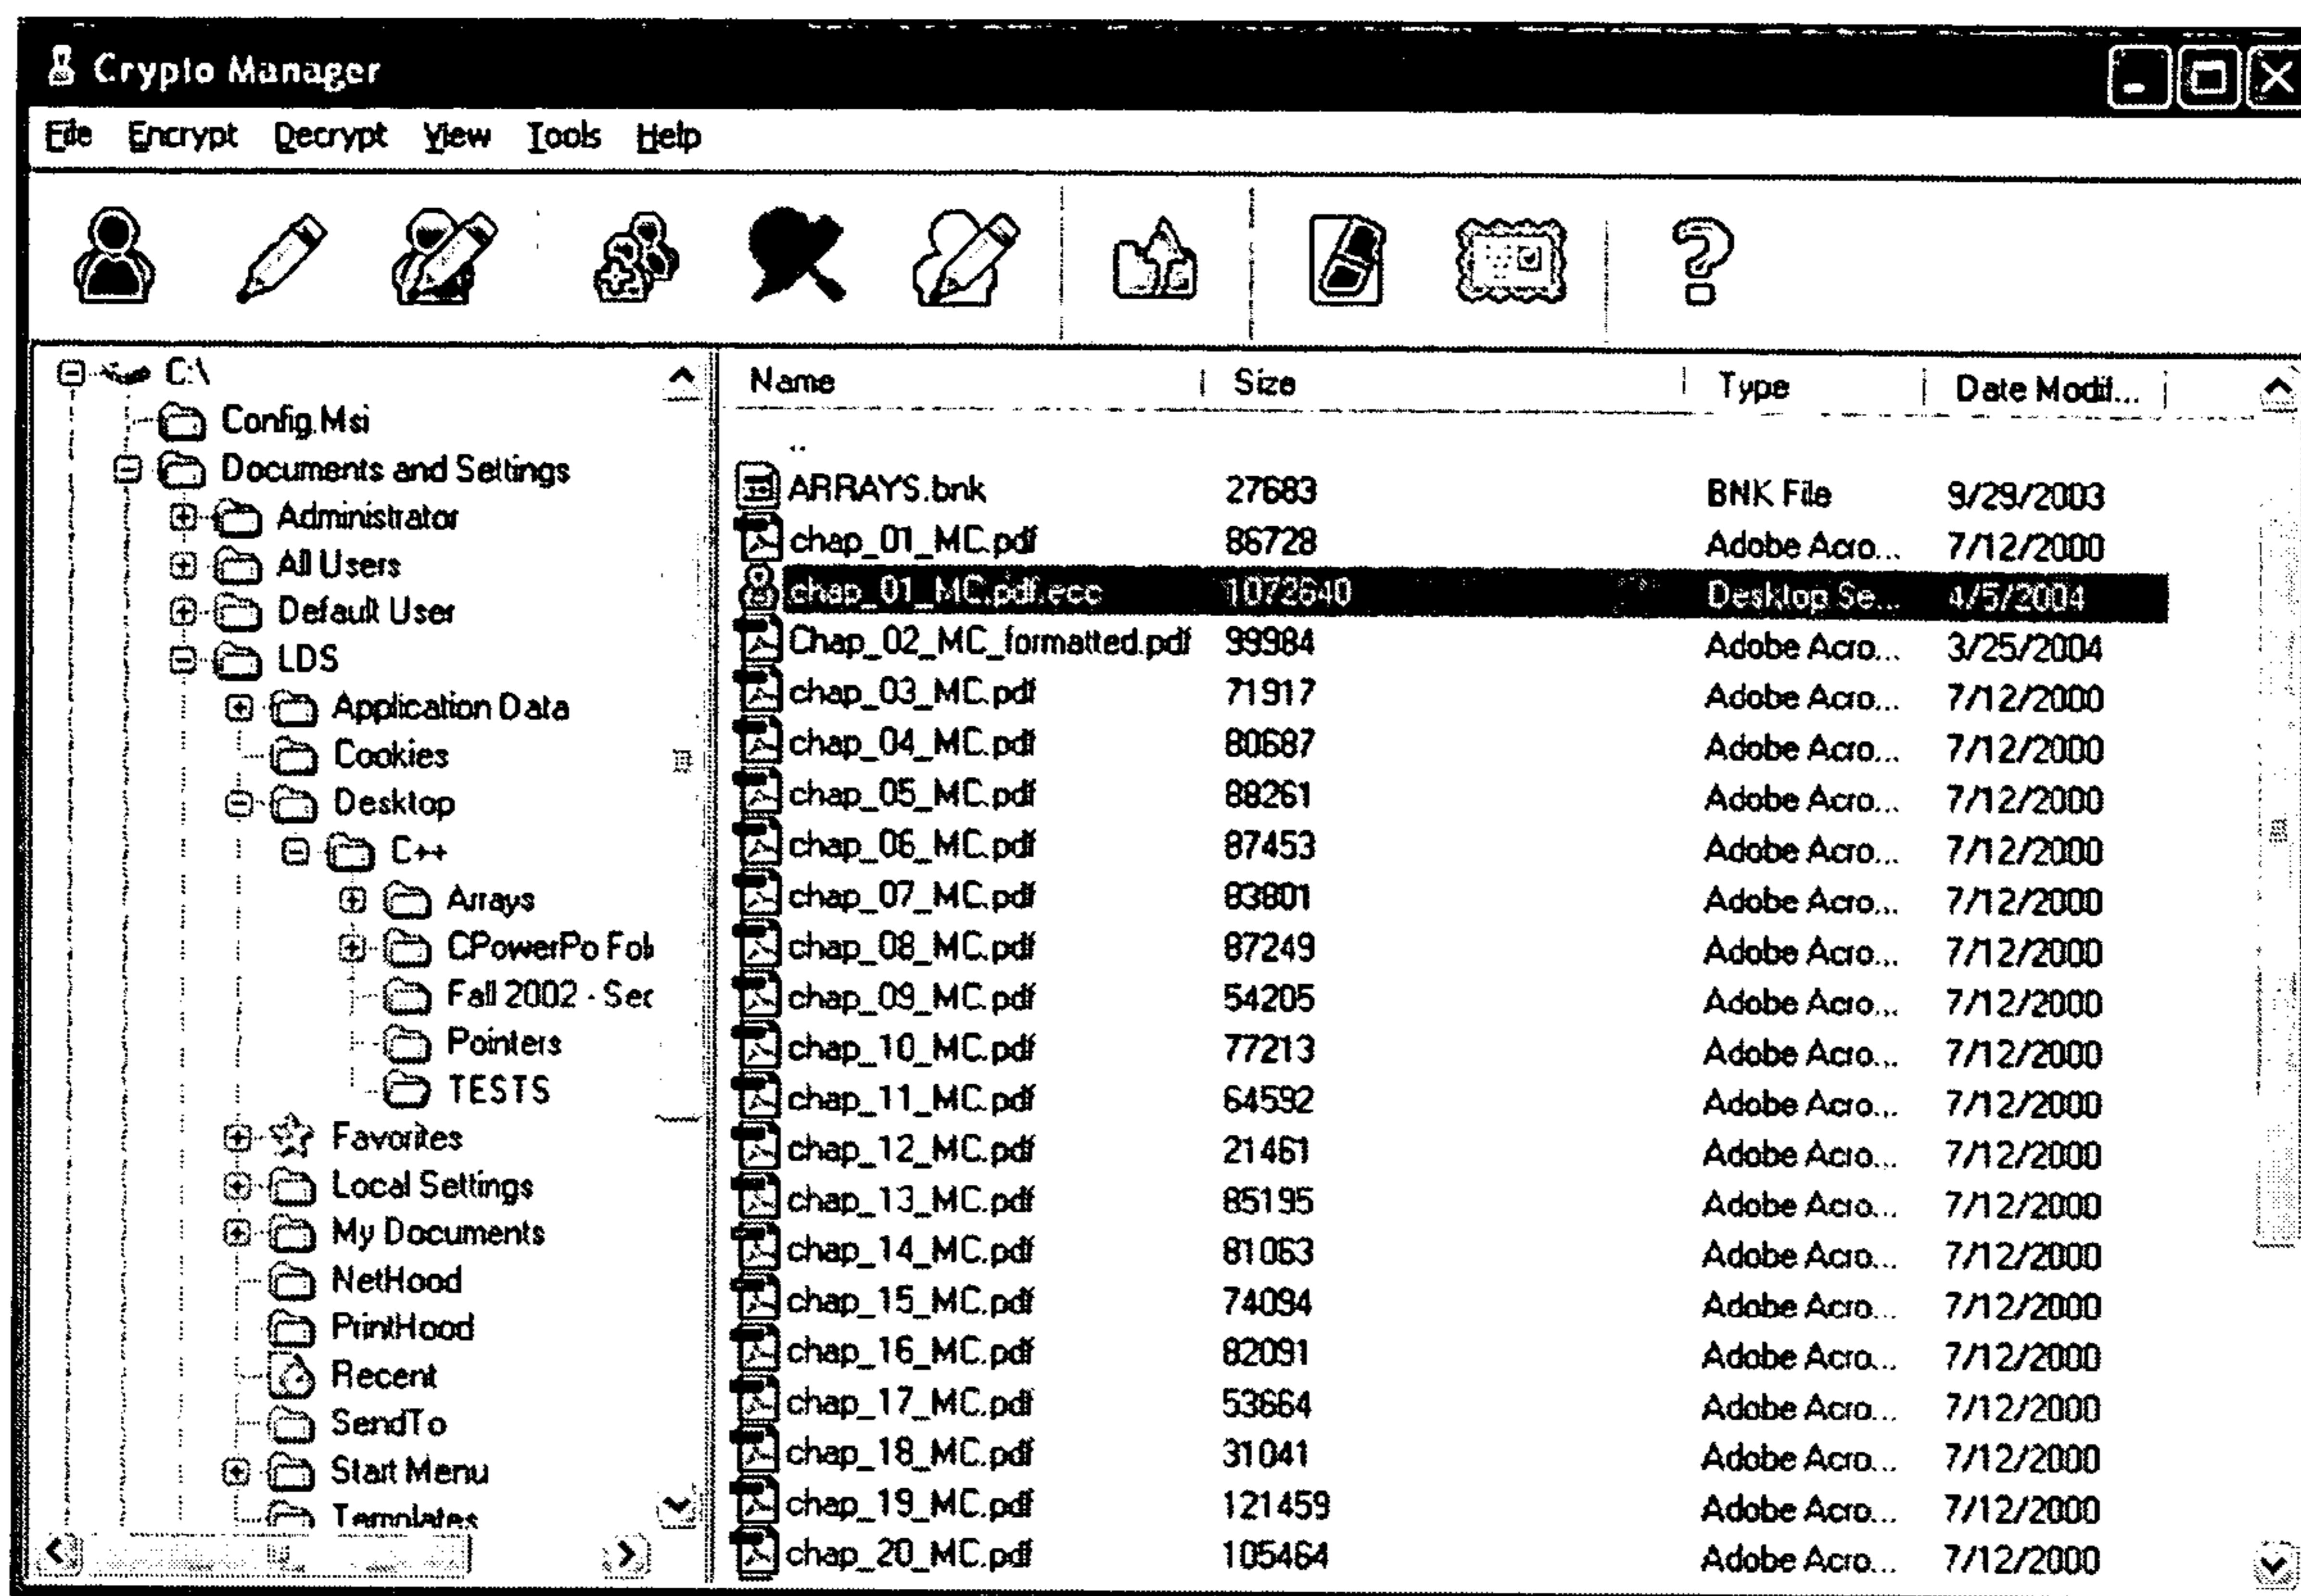 Crypto Manager
File Encrypt Decrypt View Tools Help
C:\
Config.Msi
Documents and Settings
Administrator
All Users
Default User
LDS
Application Data
Cookies
Desktop
C++
Arrays
CPowerPo Fol
Fall 2002 - Sec
Pointers
TESTS
Favorites
Local Settings
My Documents
NetHood
PrintHood
Recent
SendTo
Start Menu
Templates
Name Size Type Date Modif...
..
ARRAYS.bnk 27683 BNK File 9/29/2003
chap_01_MC.pdf 86728 Adobe Acro... 7/12/2000
chap_01_MC.pdf.ecc 1072640 Desktop Se... 4/5/2004
Chap_02_MC_formatted.pdf 99984 Adobe Acro... 3/25/2004
chap_03_MC.pdf 71917 Adobe Acro... 7/12/2000
chap_04_MC.pdf 80687 Adobe Acro... 7/12/2000
chap_05_MC.pdf 88261 Adobe Acro... 7/12/2000
chap_06_MC.pdf 87453 Adobe Acro... 7/12/2000
chap_07_MC.pdf 83801 Adobe Acro... 7/12/2000
chap_08_MC.pdf 87249 Adobe Acro... 7/12/2000
chap_09_MC.pdf 54205 Adobe Acro... 7/12/2000
chap_10_MC.pdf 77213 Adobe Acro... 7/12/2000
chap_11_MC.pdf 64592 Adobe Acro... 7/12/2000
chap_12_MC.pdf 21461 Adobe Acro... 7/12/2000
chap_13_MC.pdf 85195 Adobe Acro... 7/12/2000
chap_14_MC.pdf 81063 Adobe Acro... 7/12/2000
chap_15_MC.pdf 74094 Adobe Acro... 7/12/2000
chap_16_MC.pdf 82091 Adobe Acro... 7/12/2000
chap_17_MC.pdf 53664 Adobe Acro... 7/12/2000
chap_18_MC.pdf 31041 Adobe Acro... 7/12/2000
chap_19_MC.pdf 121459 Adobe Acro... 7/12/2000
chap_20_MC.pdf 105464 Adobe Acro... 7/12/2000